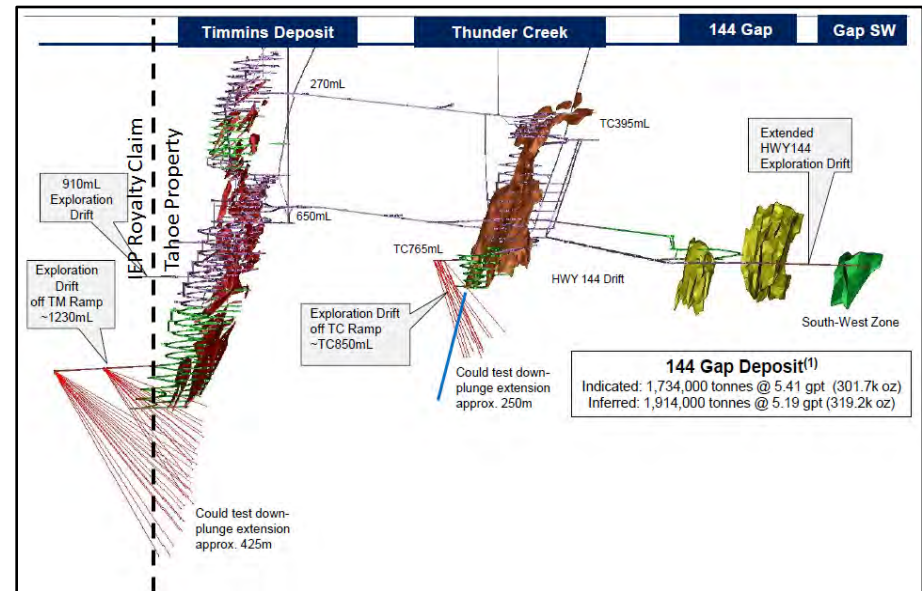 Timmins Deposit
Thunder Creek
144 Gap
Gap SW
270mL
TC395mL
Extended
HWY144
Exploration Drift
IEP Royalty Claim
Tahoe Property
910mL
Exploration
Drift
650mL
Exploration
Drift
off TM Ramp
~1230mL
TC765mL
HWY 144 Drift
Exploration Drift
off TC Ramp
~TC850mL
South-West Zone
Could test down-
plunge extension
approx. 250m
144 Gap Deposit(1)
Indicated: 1,734,000 tonnes @ 5.41 gpt (301.7k oz)
Inferred: 1,914,000 tonnes @ 5.19 gpt (319.2k oz)
Could test down-
plunge extension
approx. 425m